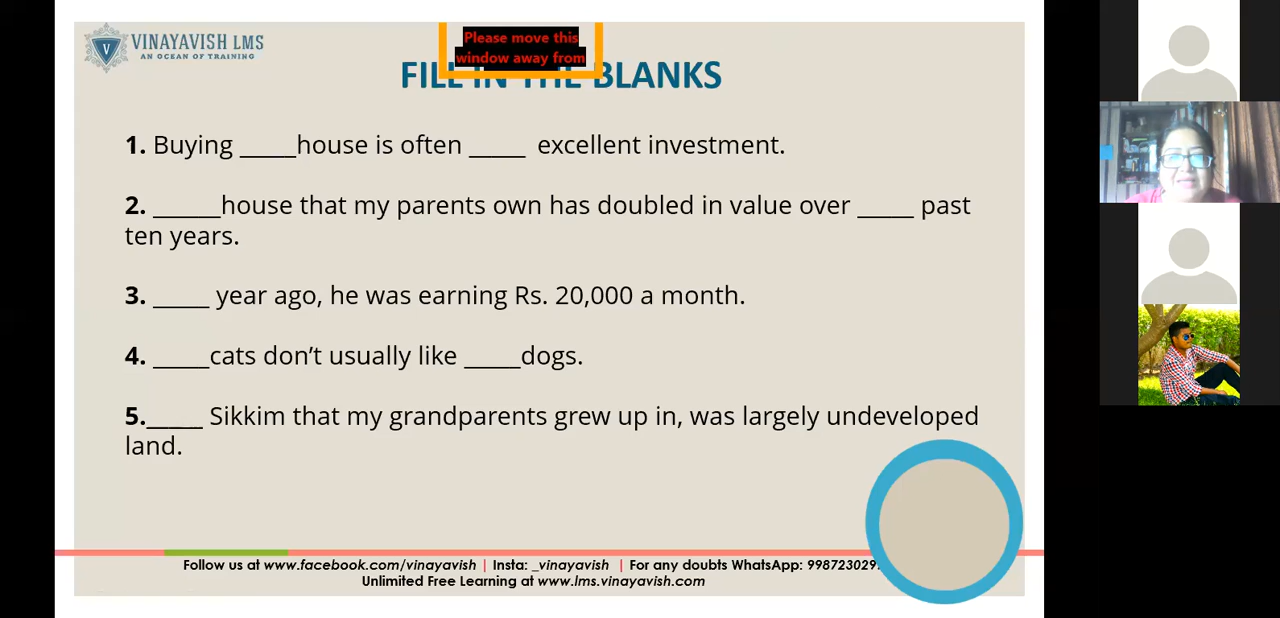 VINAYAVISH LMS
AN OCEAN OF TRAINING
Please move this
window away from
FILL IN THE BLANKS
1. Buying _____house is often _____ excellent investment.
2. ______house that my parents own has doubled in value over _____ past
ten years.
3. _____ year ago, he was earning Rs. 20,000 a month.
4. _____cats don’t usually like _____dogs.
5._____ Sikkim that my grandparents grew up in, was largely undeveloped
land.
Follow us at www.facebook.com/vinayavish | Insta: _vinayavish | For any doubts WhatsApp:
Unlimited Free Learning at www.lms.vinayavish.com